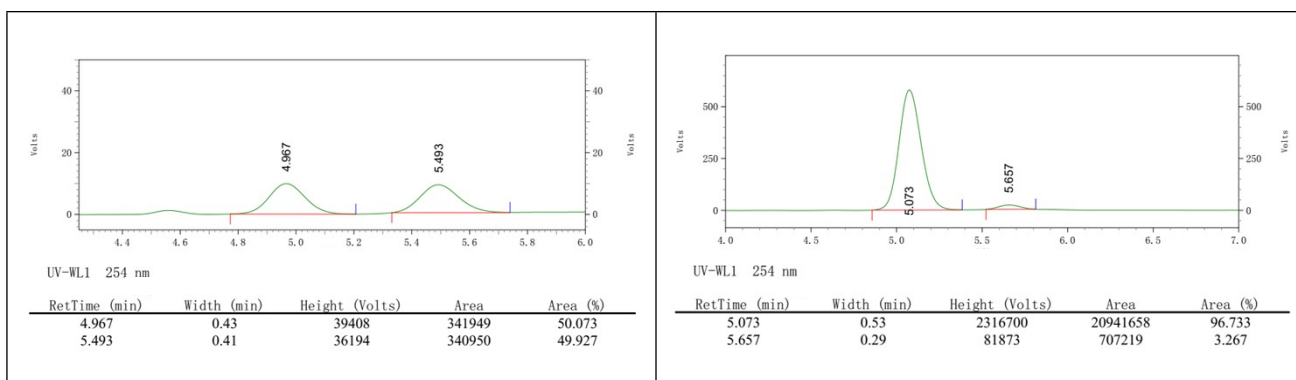 40
20
0
Volts
4.967
5.493
40
20
0
Volts
4.4 4.6 4.8 5.0 5.2 5.4 5.6 5.8 6.0
UV-WL1 254 nm
RetTime (min) Width (min) Height (Volts) Area Area (%)
4.967 0.43 39408 341949 50.073
5.493 0.41 36194 340950 49.927
500
250
0
Volts
5.073
5.657
500
250
0
Volts
4.0 4.5 5.0 5.5 6.0 6.5 7.0
UV-WL1 254 nm
RetTime (min) Width (min) Height (Volts) Area Area (%)
5.073 0.53 2316700 20941658 96.733
5.657 0.29 81873 707219 3.267